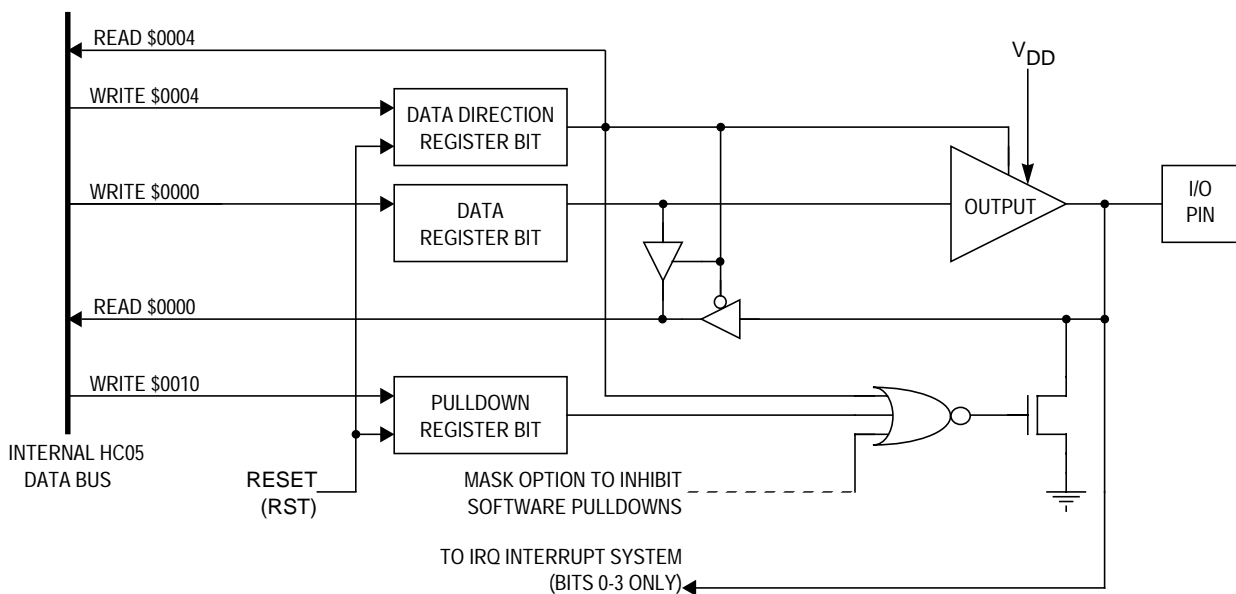 READ $0004
V DD
WRITE $0004
DATA DIRECTION
REGISTER BIT
WRITE $0000
DATA
REGISTER BIT
OUTPUT
I/O
PIN
READ $0000
WRITE $0010
PULLDOWN
REGISTER BIT
INTERNAL HC05
DATA BUS
RESET
(RST)
MASK OPTION TO INHIBIT
SOFTWARE PULLDOWNS
TO IRQ INTERRUPT SYSTEM
(BITS 0-3 ONLY)